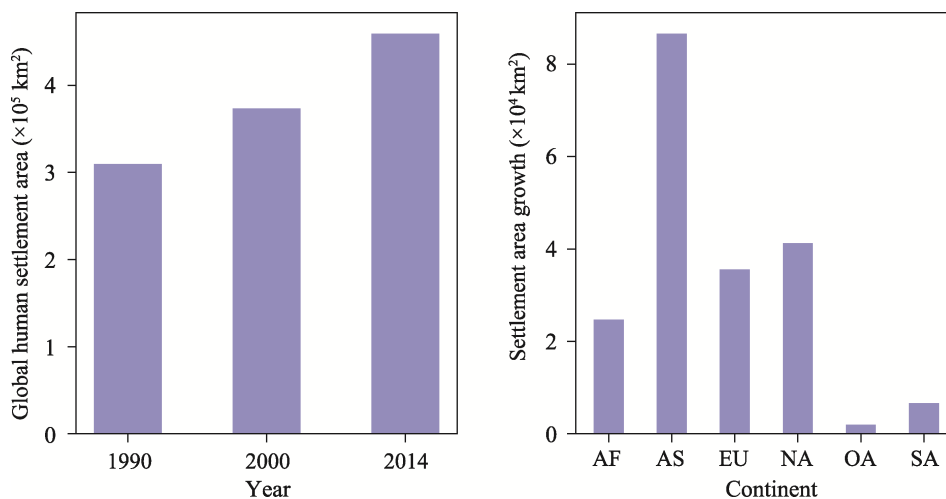 Global human settlement area (×10⁵ km²)
4
3
2
1
0
1990 2000 2014
Year
Settlement area growth (×10⁴ km²)
8
6
4
2
0
AF AS EU NA OA SA
Continent